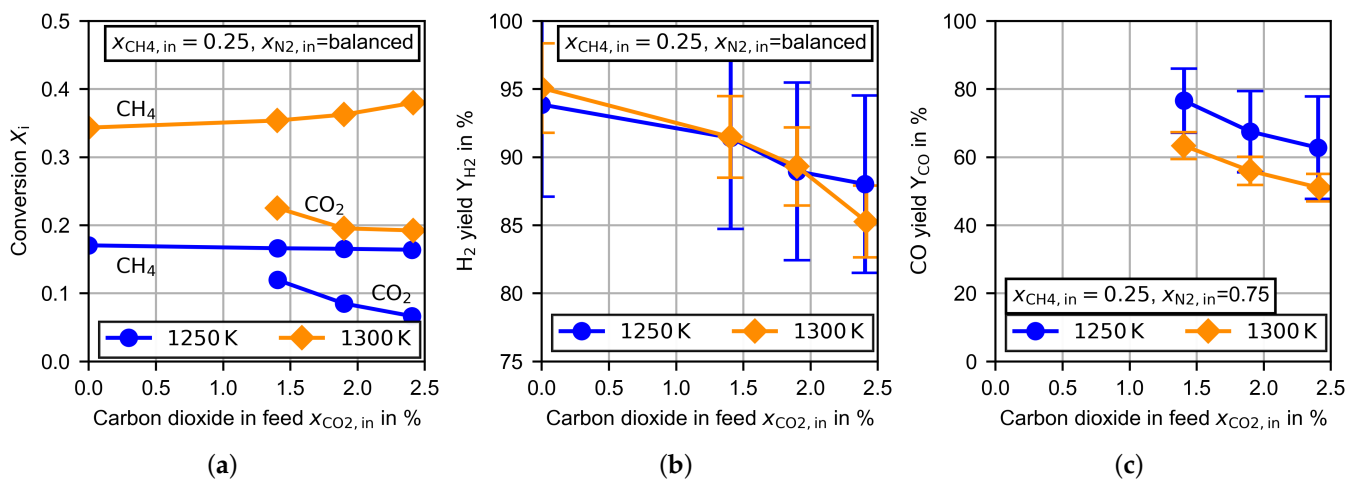 0.5
0.4
0.3
0.2
0.1
0.0
Conversion Xᵢ
x_CH4, in = 0.25, x_N2, in=balanced
CH₄
CO₂
CH₄
CO₂
1250 K 1300 K
0.0 0.5 1.0 1.5 2.0 2.5
Carbon dioxide in feed x_CO2, in in %
(a)
100
95
90
85
80
75
H₂ yield Y_H2 in %
x_CH4, in = 0.25, x_N2, in=balanced
1250 K 1300 K
0.0 0.5 1.0 1.5 2.0 2.5
Carbon dioxide in feed x_CO2, in in %
(b)
100
80
60
40
20
0
CO yield Y_CO in %
x_CH4, in = 0.25, x_N2, in=0.75
1250 K 1300 K
0.0 0.5 1.0 1.5 2.0 2.5
Carbon dioxide in feed x_CO2, in in %
(c)